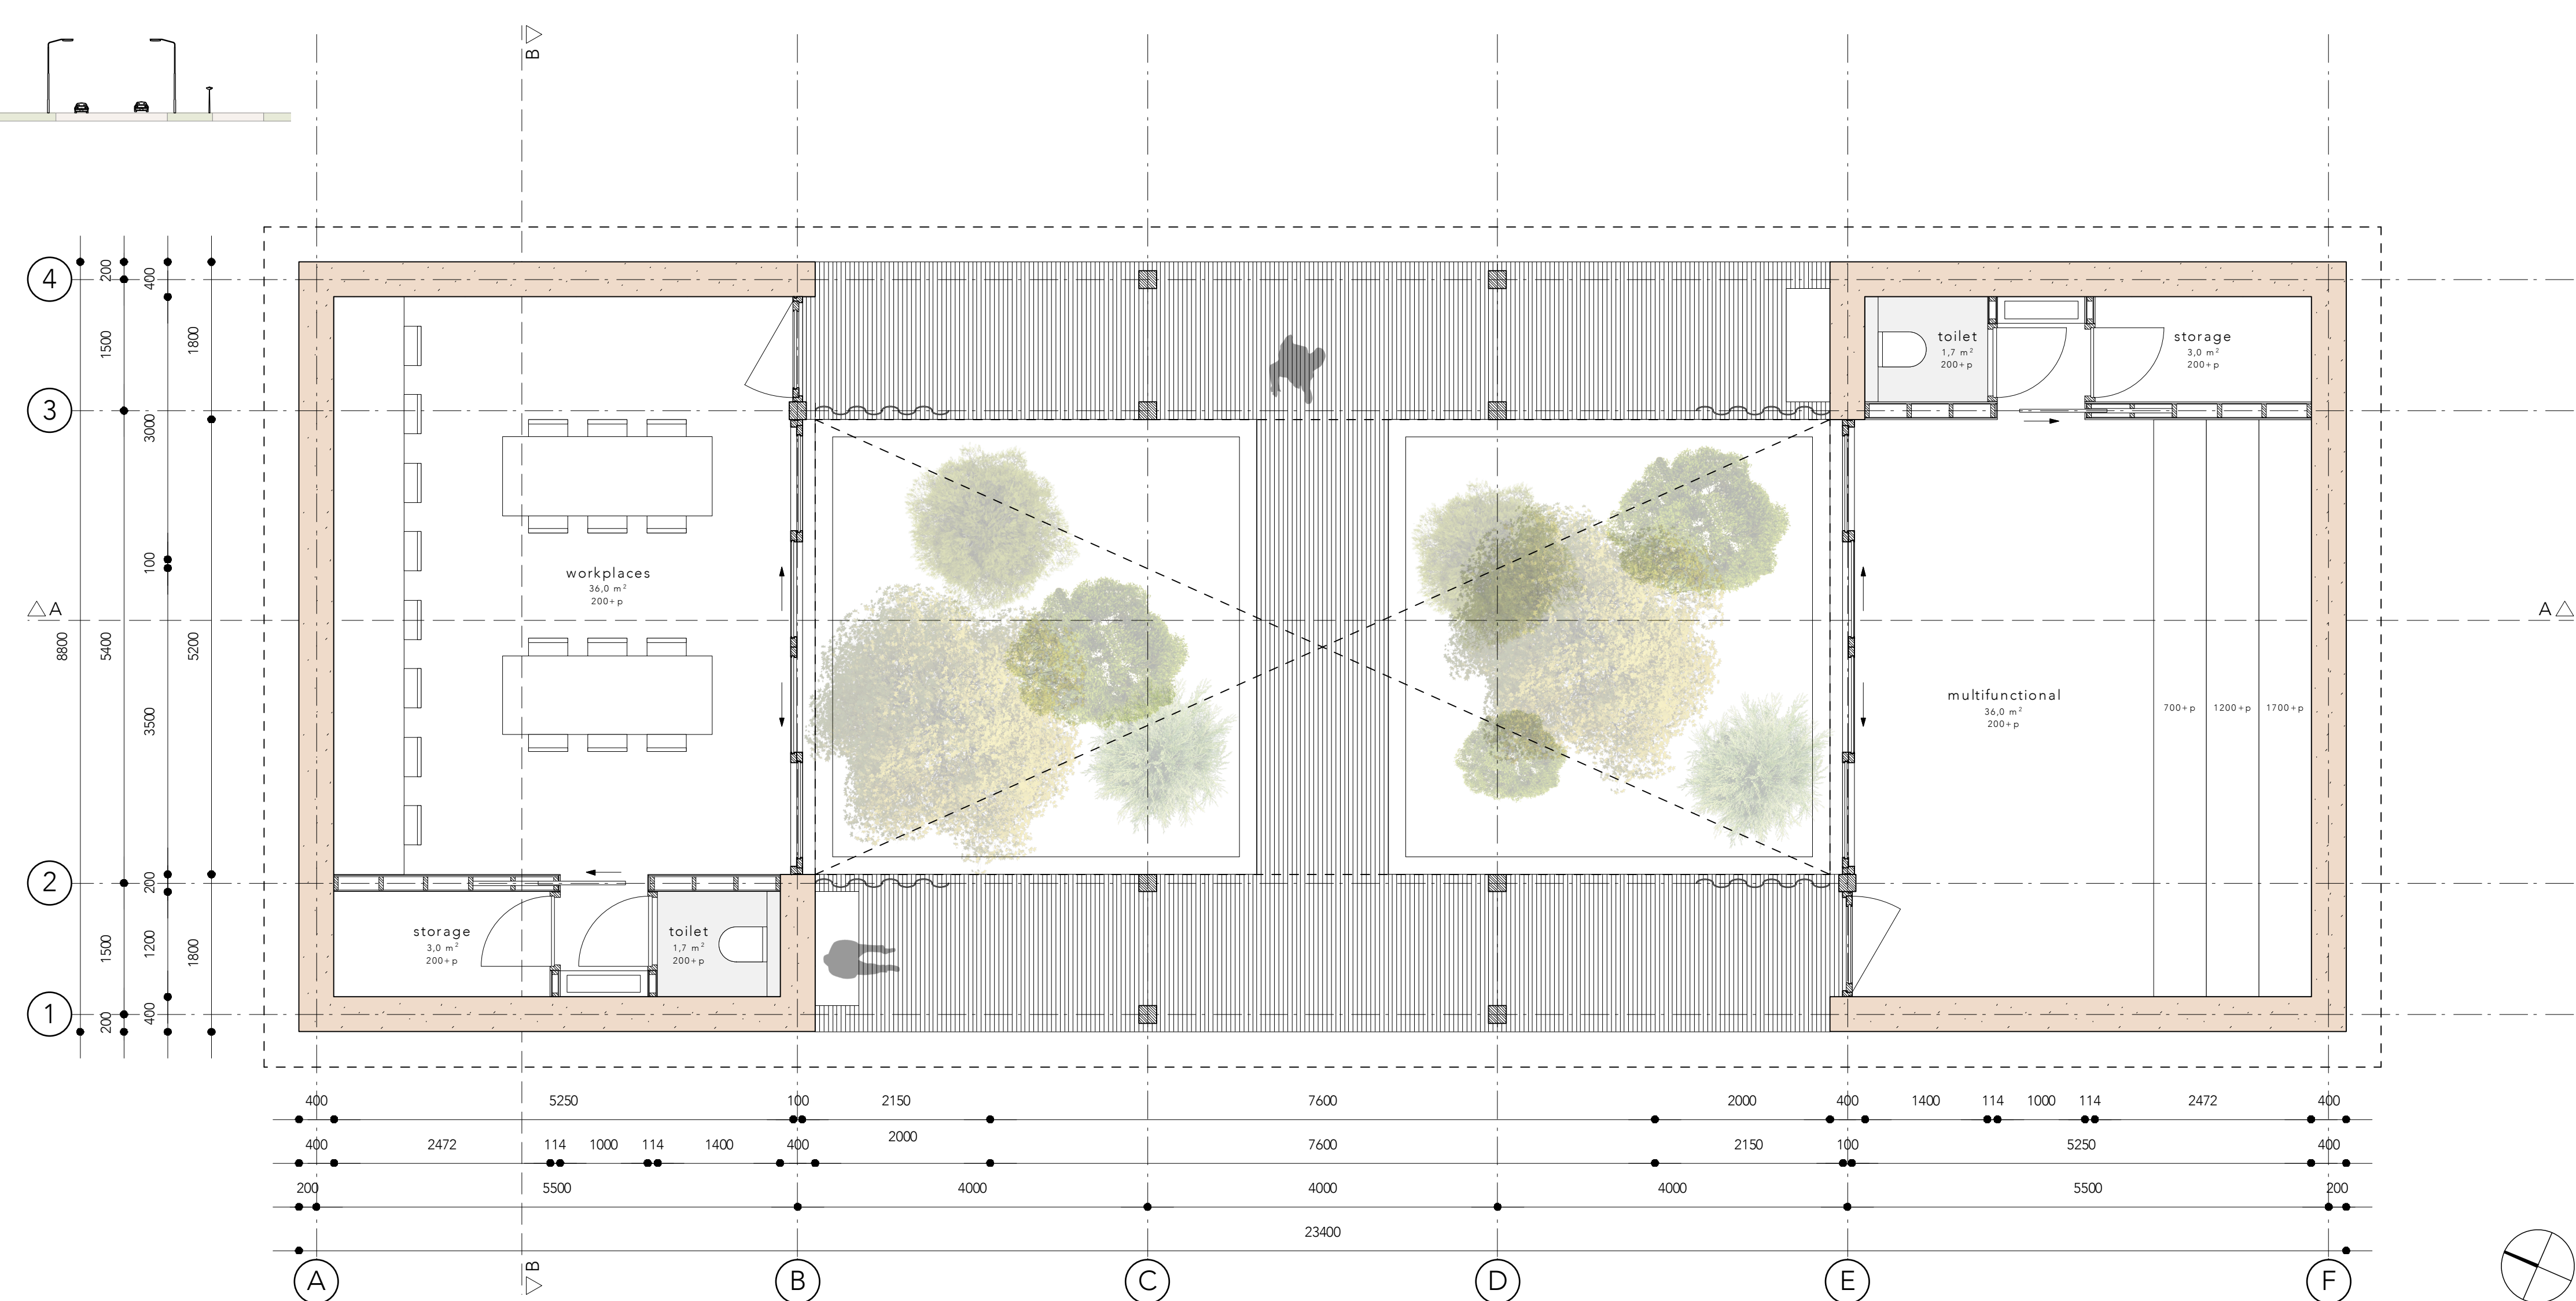 B
4
200
400
1500
1800
3
3000
100
A
8800
5400
5200
3500
2
200
1500
1200
1800
1
200
400
workplaces
36,0 m²
200+p
storage
3,0 m²
200+p
toilet
1,7 m²
200+p
toilet
1,7 m²
200+p
storage
3,0 m²
200+p
multifunctional
36,0 m²
200+p
700+p 1200+p 1700+p
A
400 5250 100 2150 7600 2000 400 1400 114 1000 114 2472 400
400 2472 114 1000 114 1400 400 2000 7600 2150 100 5250 400
200 5500 4000 4000 4000 5500 200
23400
B
A B C D E F